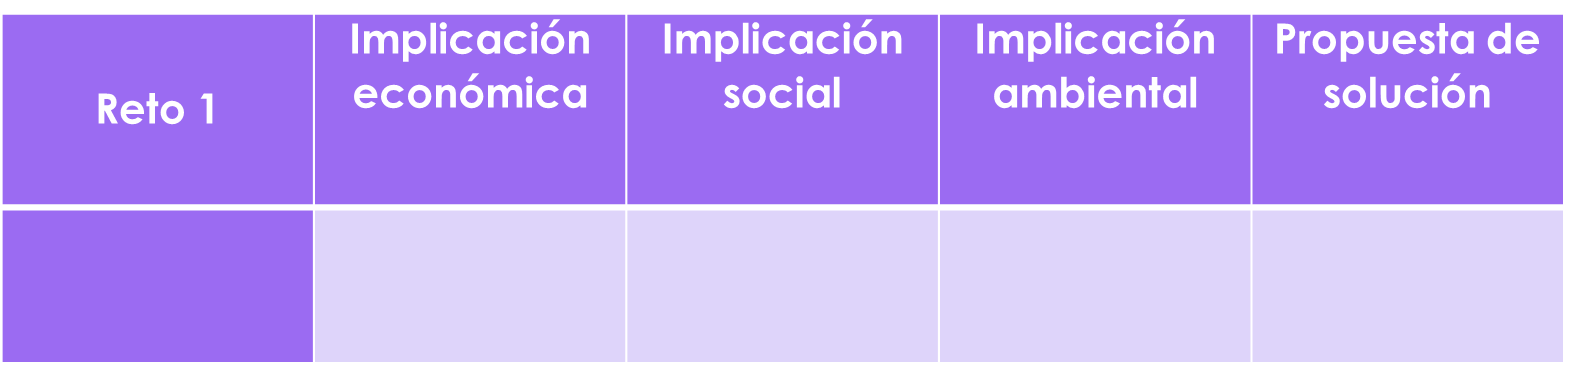 Reto 1
Implicación
económica
Implicación
social
Implicación
ambiental
Propuesta de
solución